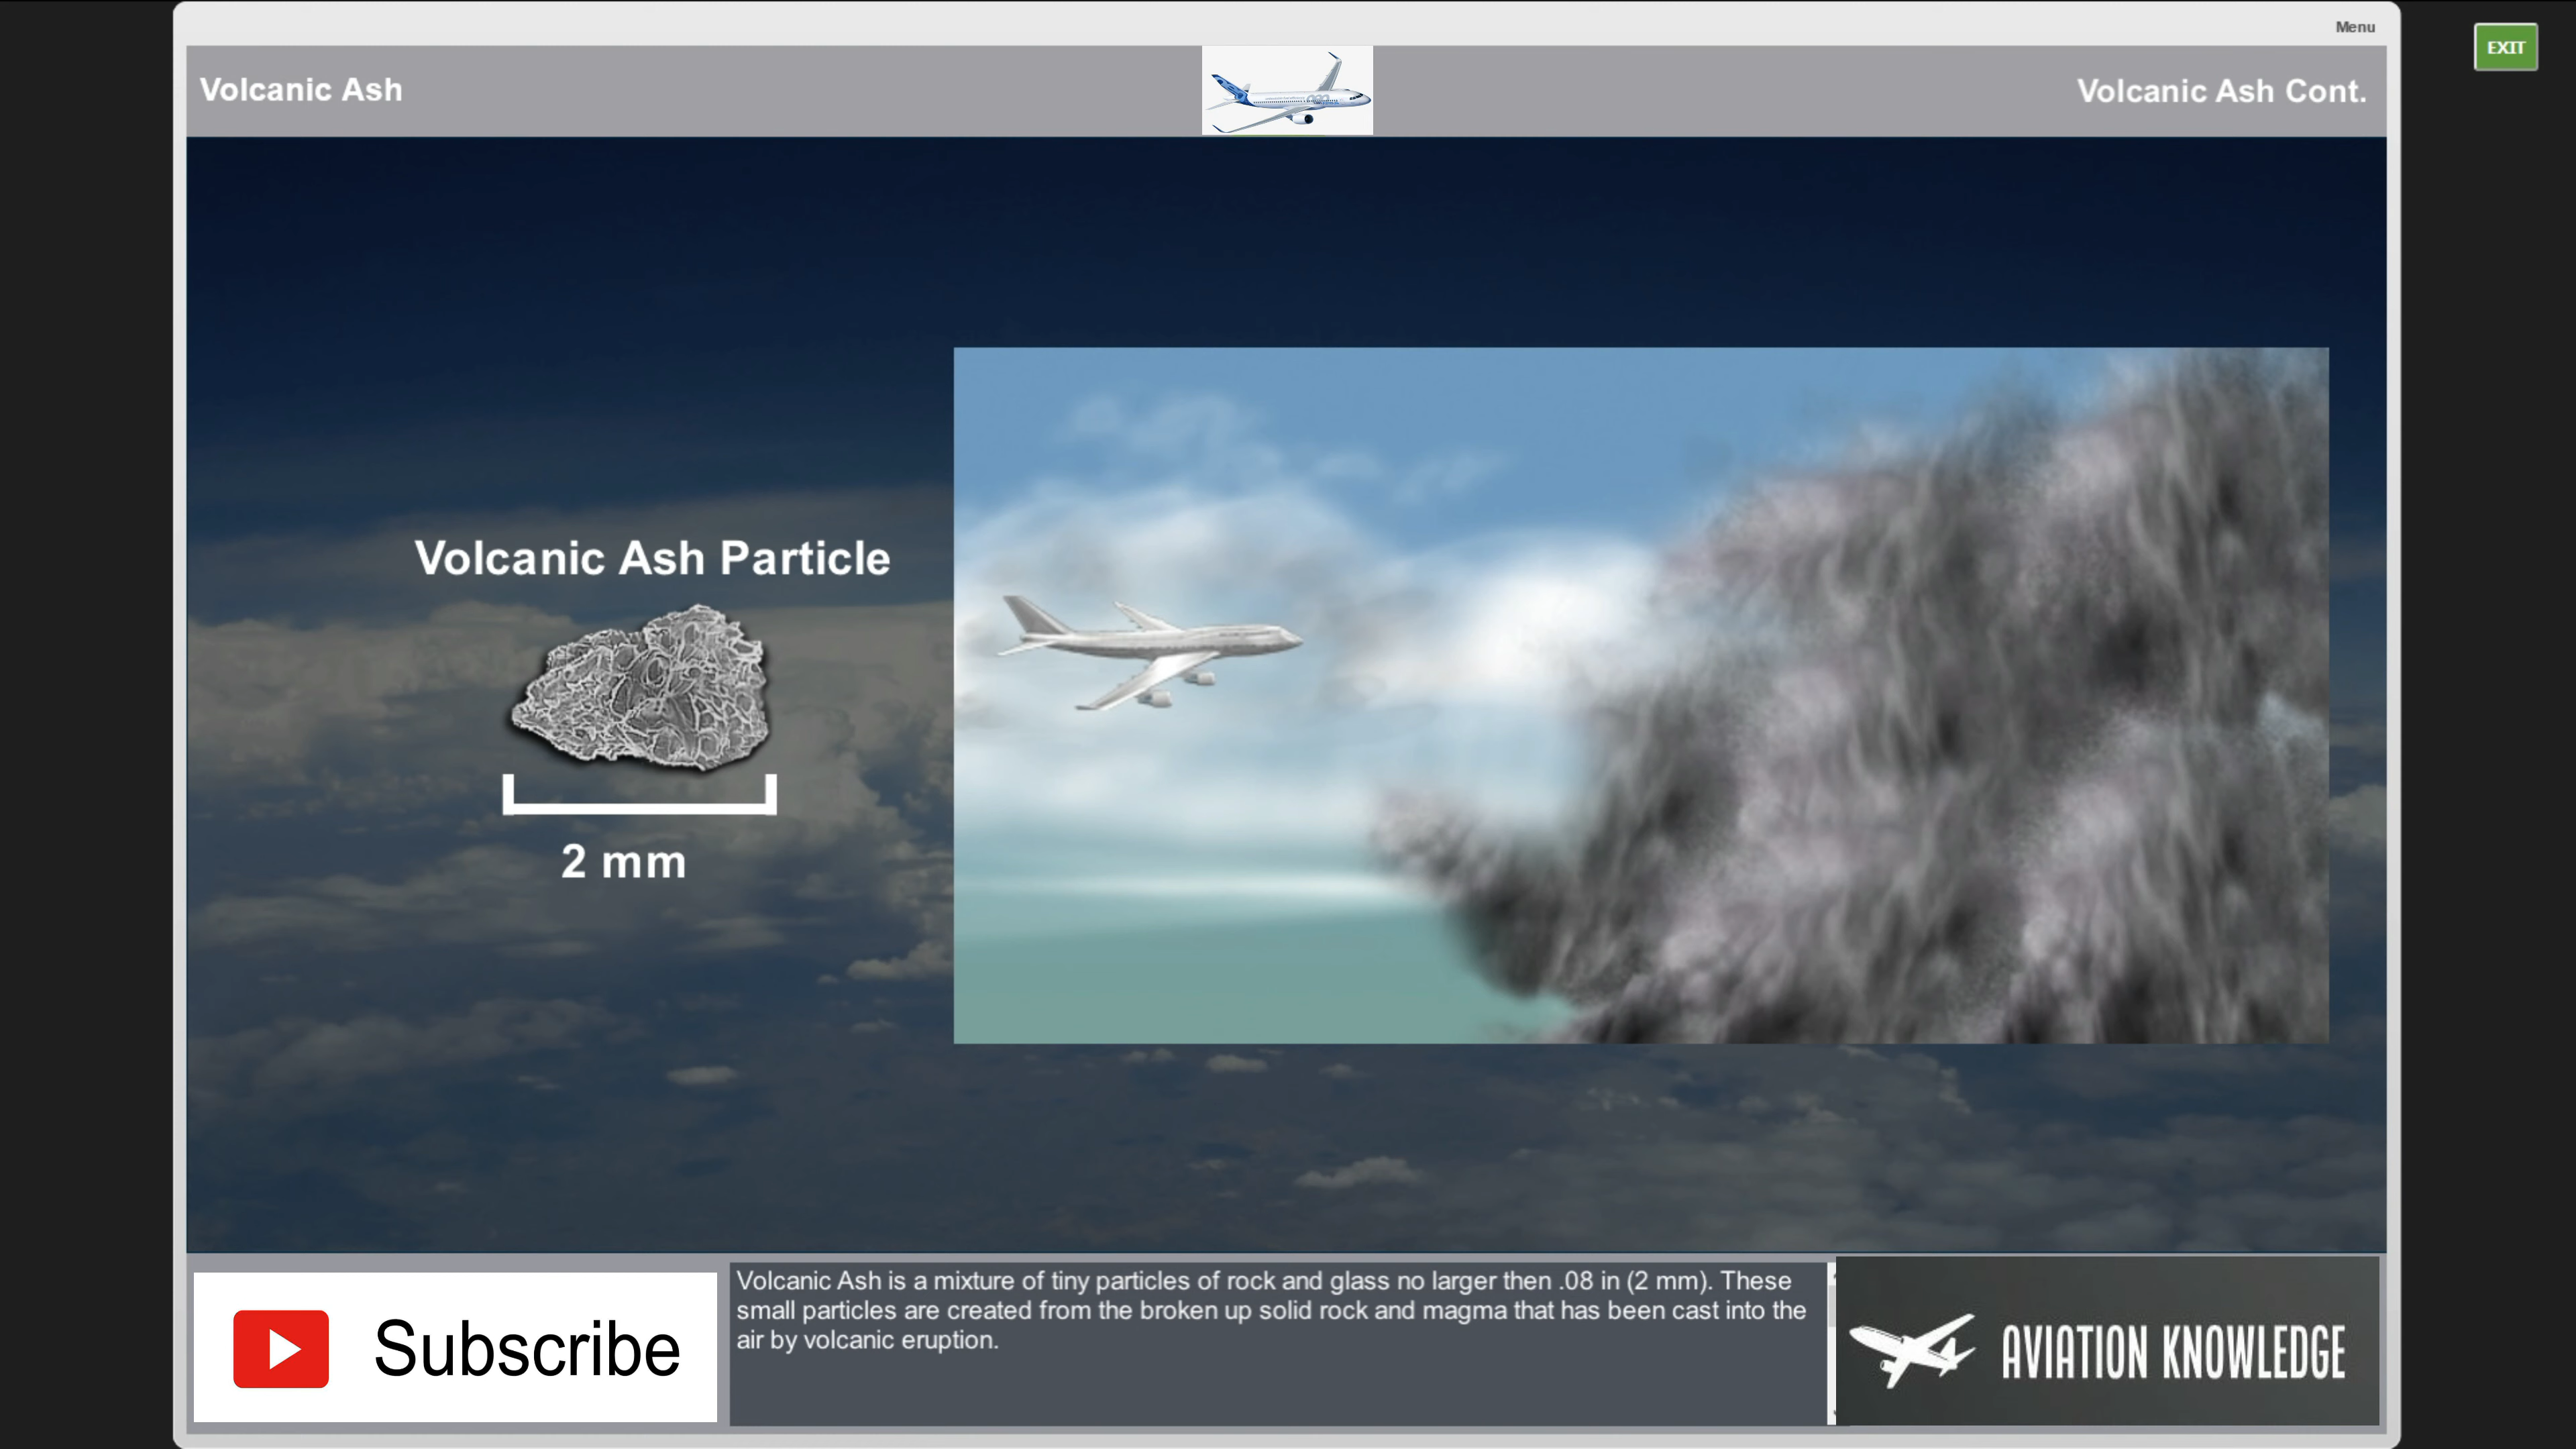 Menu
EXIT
Volcanic Ash
Volcanic Ash Cont.
Volcanic Ash Particle
2 mm
Subscribe
Volcanic Ash is a mixture of tiny particles of rock and glass no larger then .08 in (2 mm). These
small particles are created from the broken up solid rock and magma that has been cast into the
air by volcanic eruption.
AVIATION KNOWLEDGE